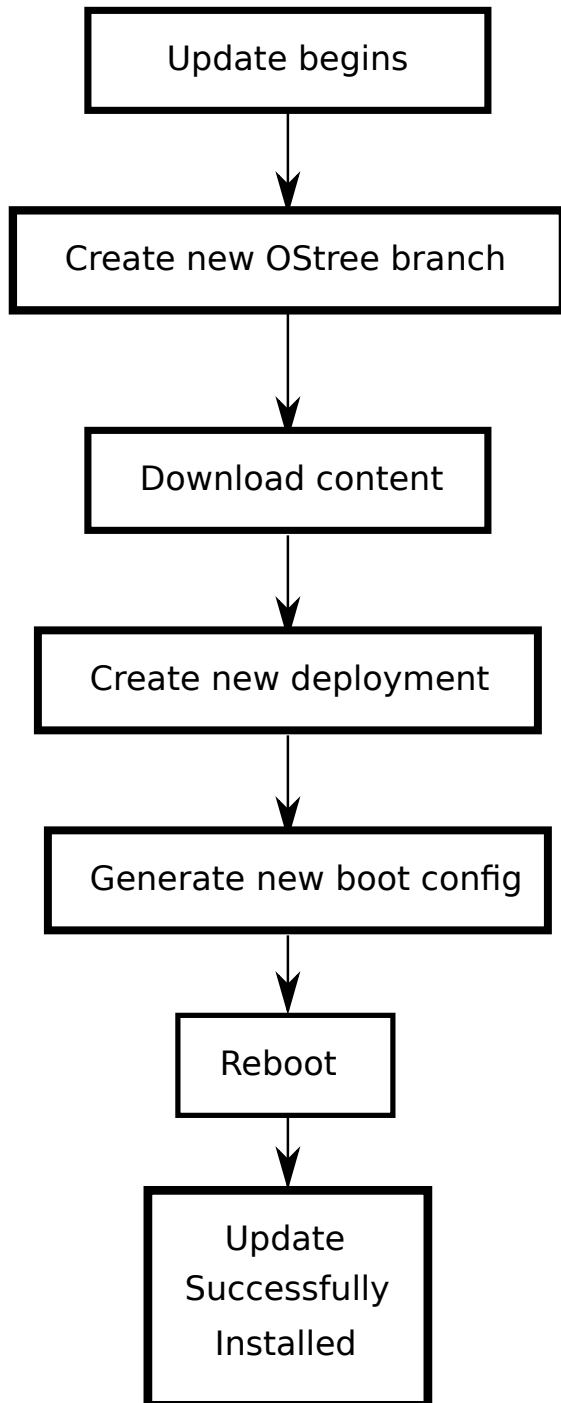 Update begins
Create new OStree branch
Download content
Create new deployment
Generate new boot config
Reboot
Update
Successfully
Installed